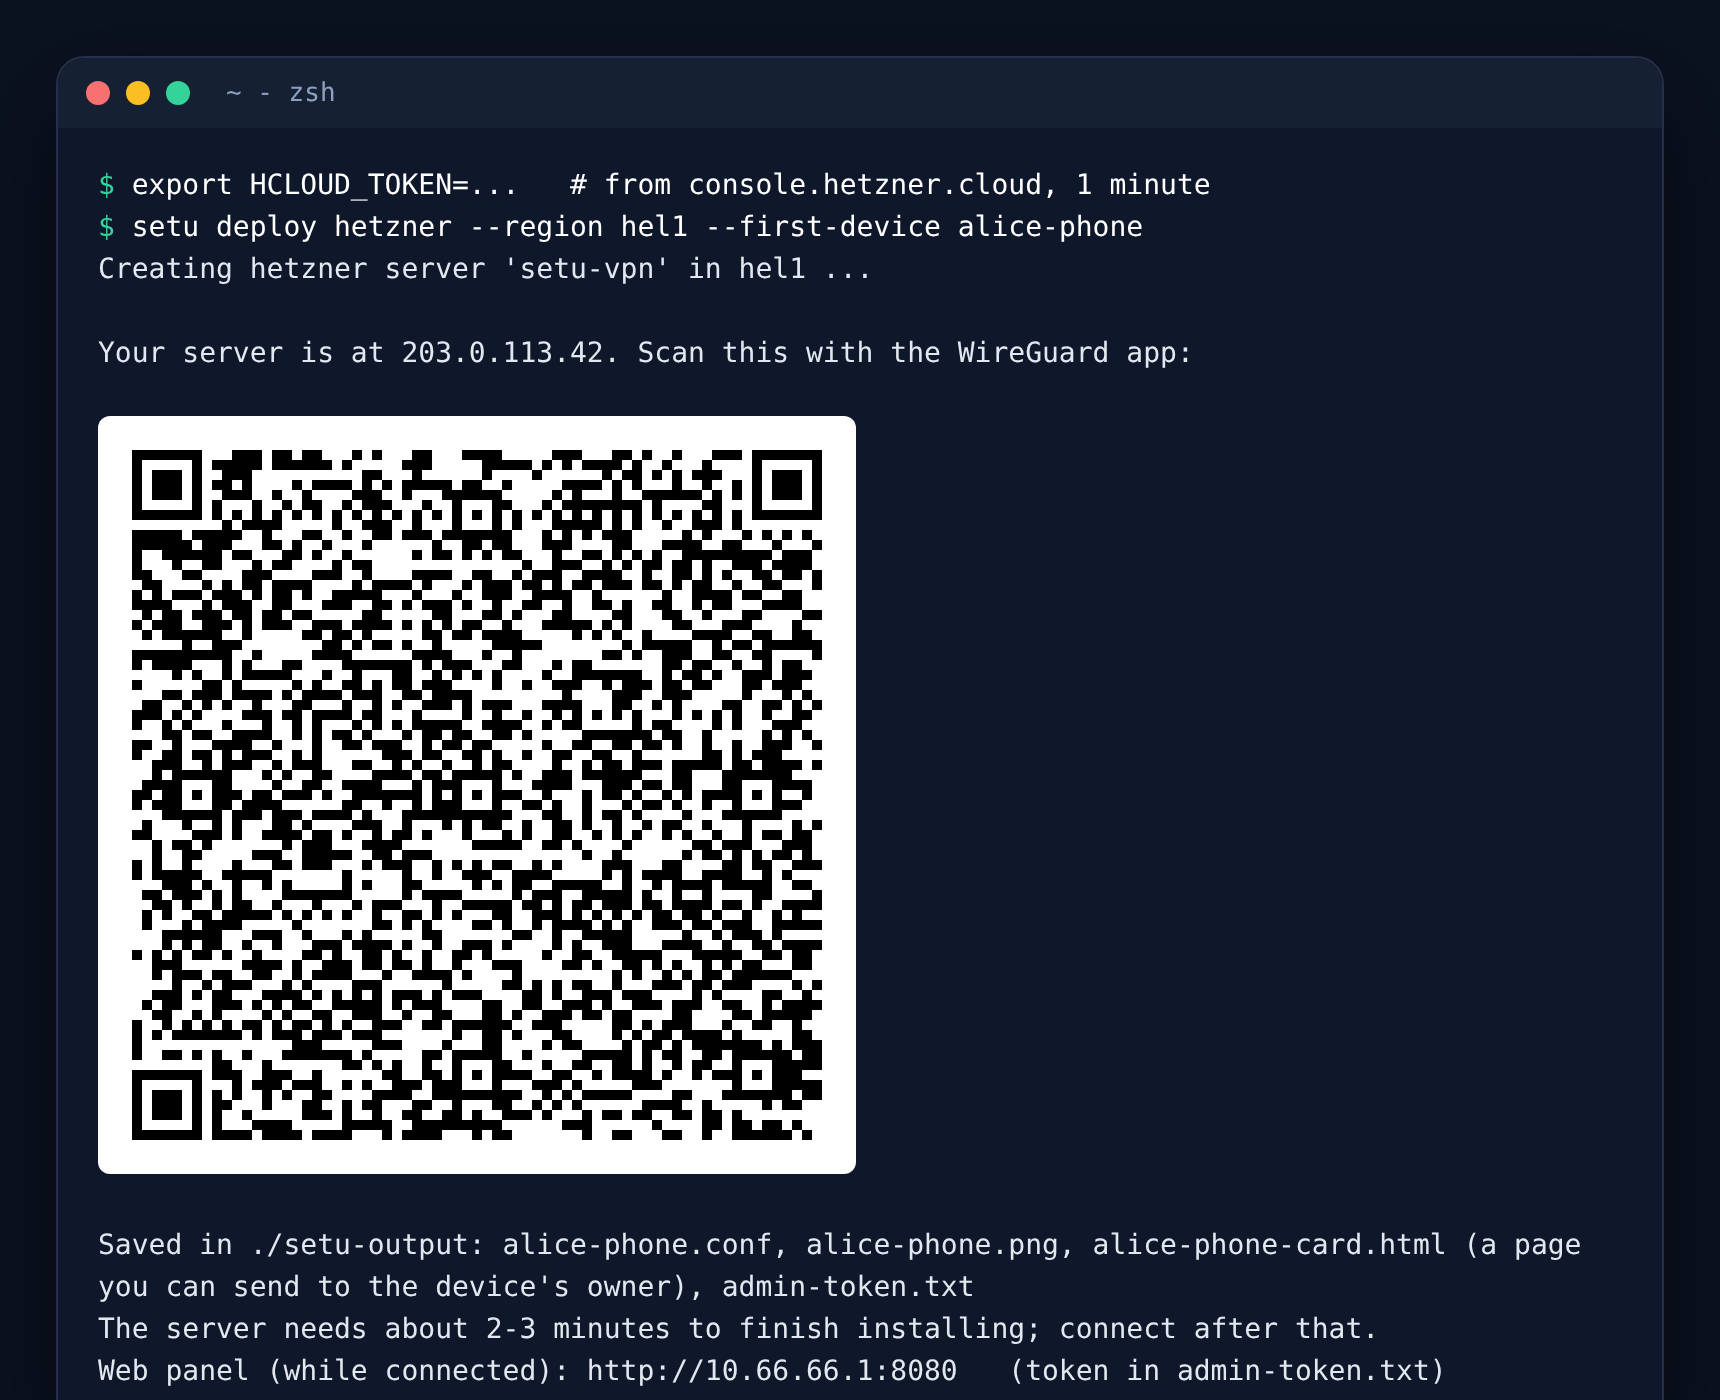 ~ - zsh
$ export HCLOUD_TOKEN=...   # from console.hetzner.cloud, 1 minute
$ setu deploy hetzner --region hel1 --first-device alice-phone
Creating hetzner server 'setu-vpn' in hel1 ...
Your server is at 203.0.113.42. Scan this with the WireGuard app:
Saved in ./setu-output: alice-phone.conf, alice-phone.png, alice-phone-card.html (a page
you can send to the device's owner), admin-token.txt
The server needs about 2-3 minutes to finish installing; connect after that.
Web panel (while connected): http://10.66.66.1:8080   (token in admin-token.txt)